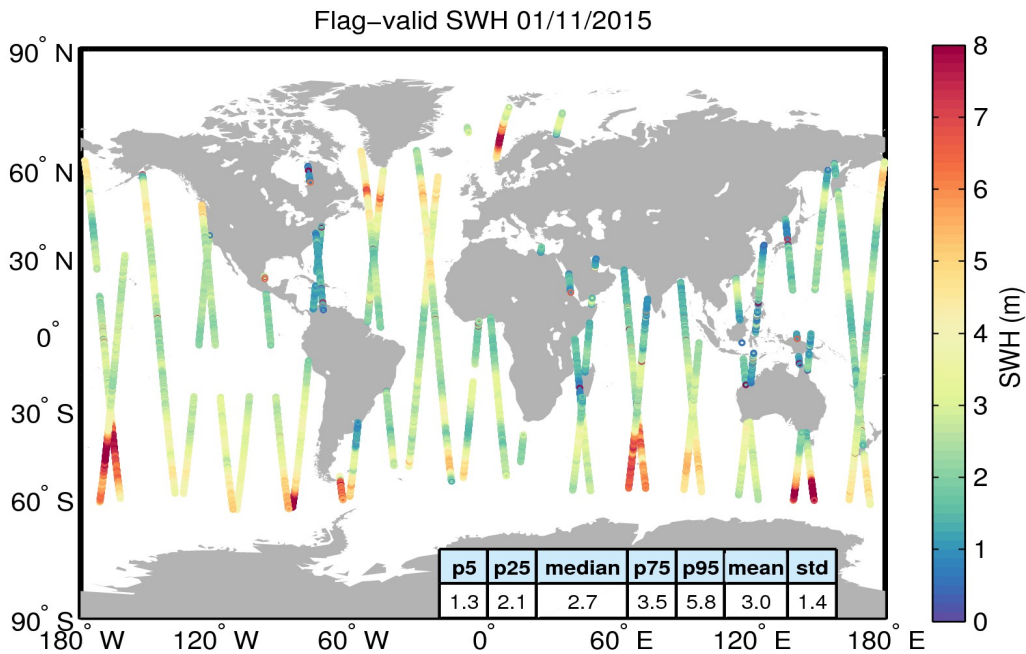 Flag−valid SWH 01/11/2015
90° N
60° N
30° N
0°
30° S
60° S
90° S
180° W
120° W
60° W
0°
60° E
120° E
180° E
p5 p25 median p75 p95 mean std
1.3 2.1 2.7 3.5 5.8 3.0 1.4
8
7
6
5
4
3
2
1
0
SWH (m)